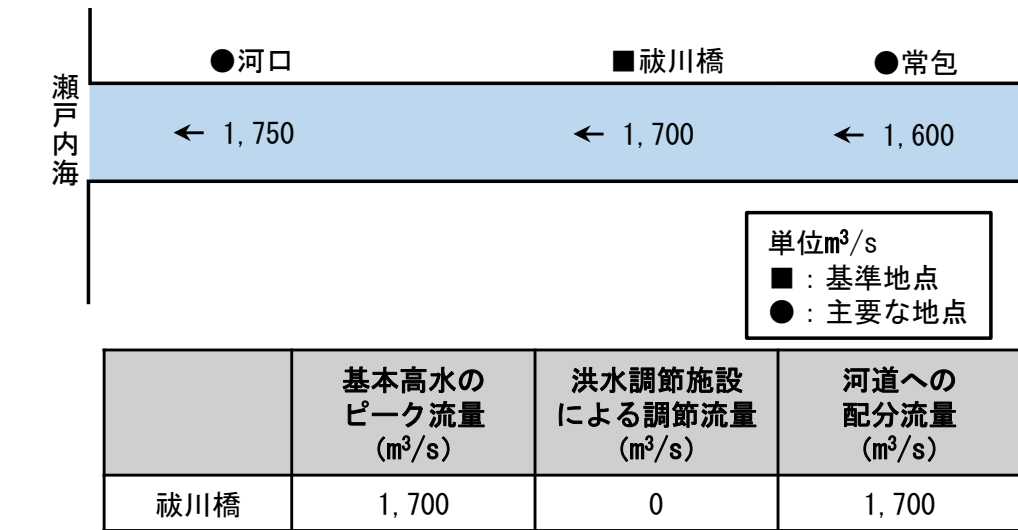 ●河口
■祓川橋
●常包
瀬戸内海
← 1,750
← 1,700
← 1,600
単位m³/s
■：基準地点
●：主要な地点
基本高水の
ピーク流量
(m³/s)
洪水調節施設
による調節流量
(m³/s)
河道への
配分流量
(m³/s)
祓川橋
1,700
0
1,700